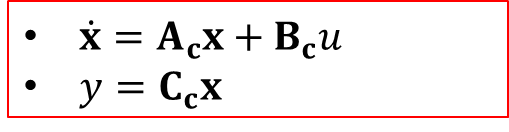 • ẋ = A_c x + B_c u
• y = C_c x